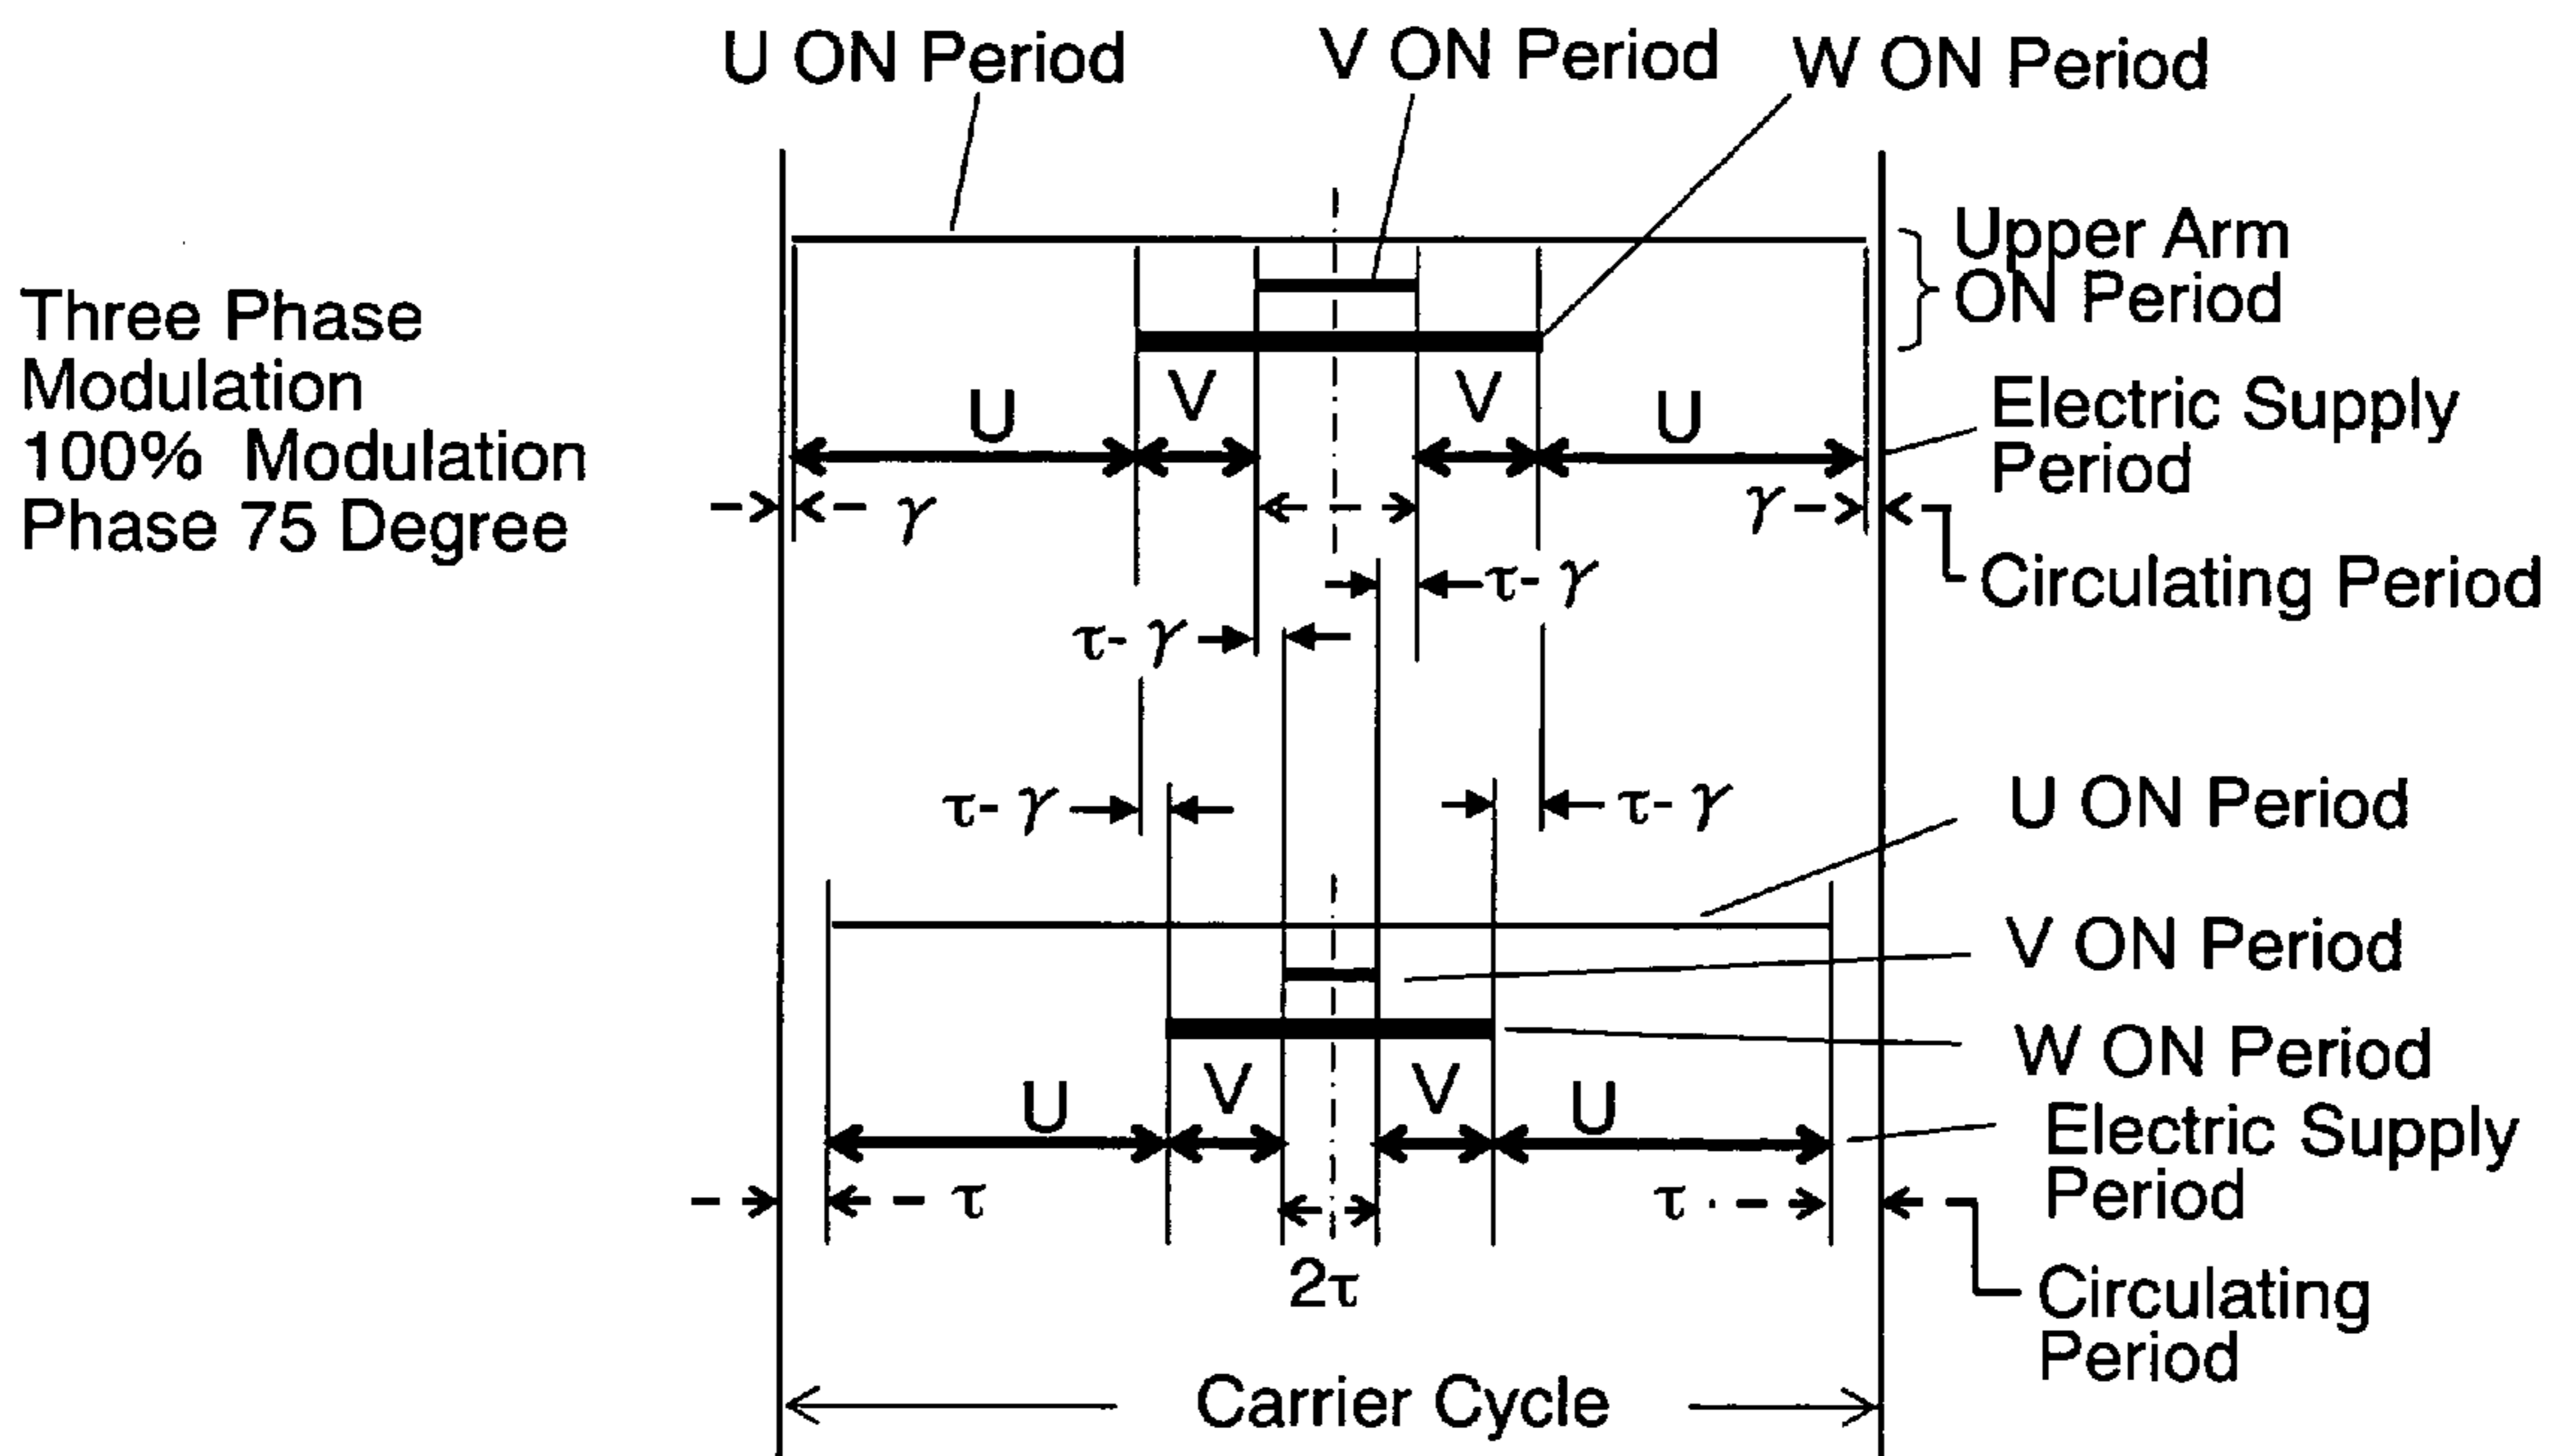 U ON Period
V ON Period
W ON Period
Upper Arm
ON Period
Three Phase
Modulation
100% Modulation
Phase 75 Degree
U
V
V
U
Electric Supply
Period
γ
γ
Circulating Period
τ- γ
τ- γ
τ- γ
τ- γ
U ON Period
V ON Period
W ON Period
U
V
V
U
Electric Supply
Period
τ
τ
2τ
Circulating
Period
Carrier Cycle